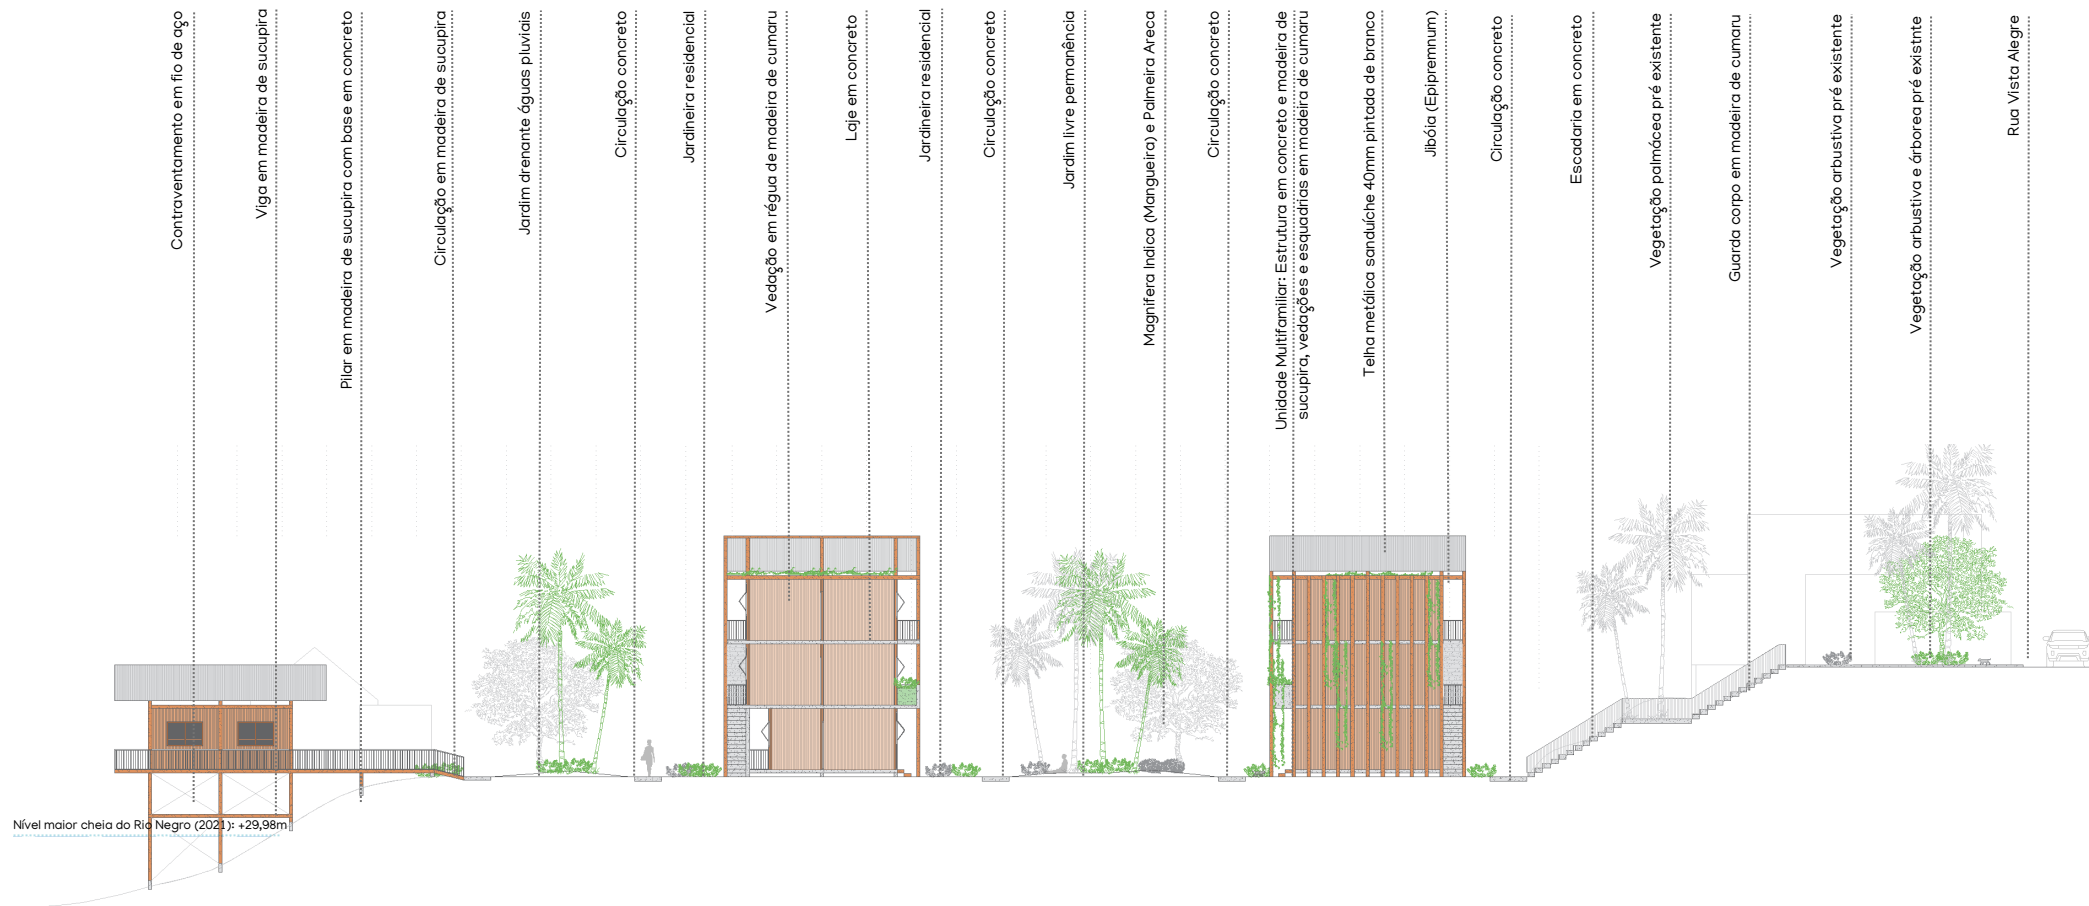 Contraventamento em fio de aço
Viga em madeira de sucupira
Pilar em madeira de sucupira com base em concreto
Circulação em madeira de sucupira
Jardim drenante águas pluviais
Circulação concreto
Jardineira residencial
Vedação em régua de madeira de cumaru
Laje em concreto
Jardineira residencial
Circulação concreto
Jardim livre permanência
Magnifera Indica (Mangueira) e Palmeira Areca
Circulação concreto
Unidade Multifamiliar: Estrutura em concreto e madeira de
sucupira, vedações e esquadrias em madeira de cumaru
Telha metálica sanduíche 40mm pintada de branco
Jibóia (Epipremnum)
Circulação concreto
Escadaria em concreto
Vegetação palmácea pré existente
Guarda corpo em madeira de cumaru
Vegetação arbustiva pré existente
Vegetação arbustiva e árborea pré existnte
Rua Vista Alegre
Nível maior cheia do Rio Negro (2021): +29,98m